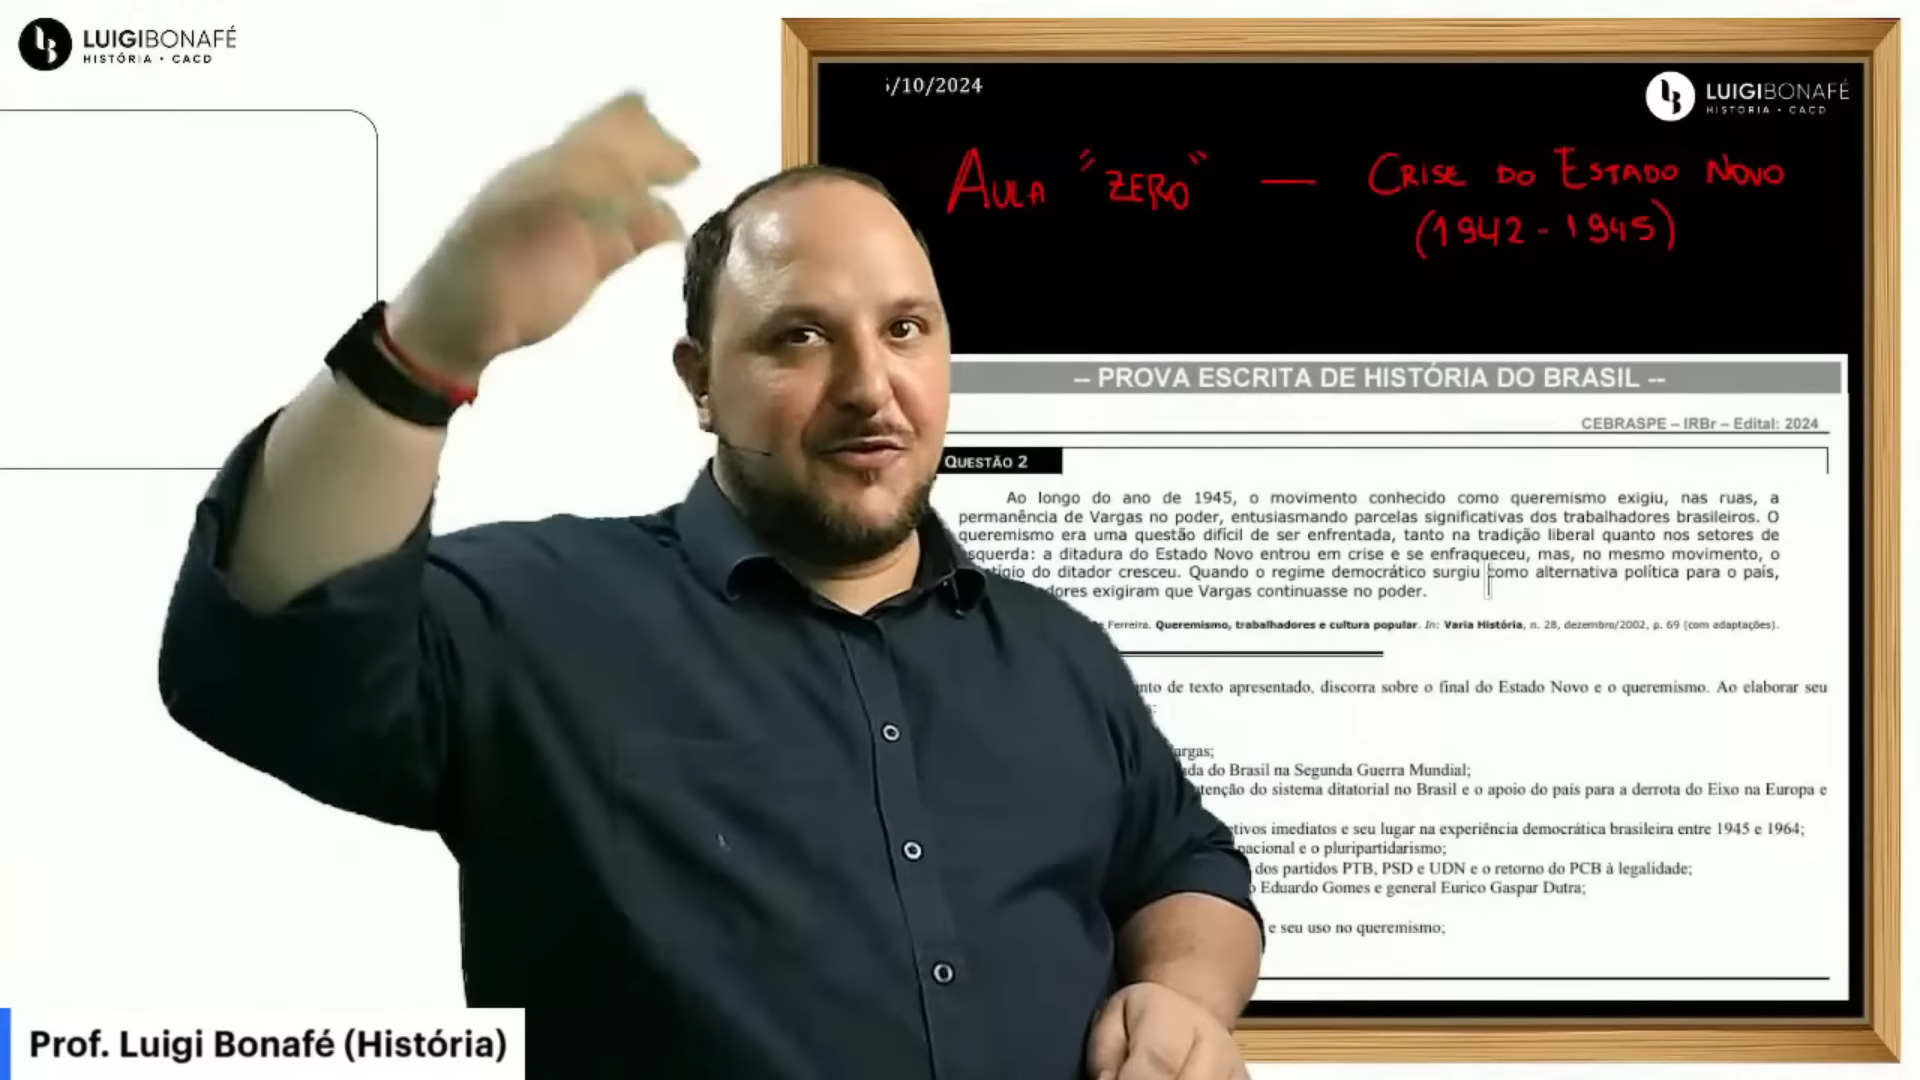 LUIGIBONAFÉ
HISTÓRIA • CACD
/10/2024
LUIGIBONAFÉ
HISTÓRIA • CACD
AULA "ZERO" — CRISE DO ESTADO NOVO
(1942-1945)
-- PROVA ESCRITA DE HISTÓRIA DO BRASIL --
CEBRASPE – IRBr – Edital: 2024
QUESTÃO 2
Ao longo do ano de 1945, o movimento conhecido como queremismo exigiu, nas ruas, a
permanência de Vargas no poder, entusiasmando parcelas significativas dos trabalhadores brasileiros. O
queremismo era uma questão difícil de ser enfrentada, tanto na tradição liberal quanto nos setores de
squerda: a ditadura do Estado Novo entrou em crise e se enfraqueceu, mas, no mesmo movimento, o
tígio do ditador cresceu. Quando o regime democrático surgiu como alternativa política para o país,
dores exigiram que Vargas continuasse no poder.
Ferreira. Queremismo, trabalhadores e cultura popular. In: Varia História, n. 28, dezembro/2002, p. 69 (com adaptações).
nto de texto apresentado, discorra sobre o final do Estado Novo e o queremismo. Ao elaborar seu
argas;
da do Brasil na Segunda Guerra Mundial;
tenção do sistema ditatorial no Brasil e o apoio do país para a derrota do Eixo na Europa e
etivos imediatos e seu lugar na experiência democrática brasileira entre 1945 e 1964;
nacional e o pluripartidarismo;
dos partidos PTB, PSD e UDN e o retorno do PCB à legalidade;
o Eduardo Gomes e general Eurico Gaspar Dutra;
e seu uso no queremismo;
Prof. Luigi Bonafé (História)